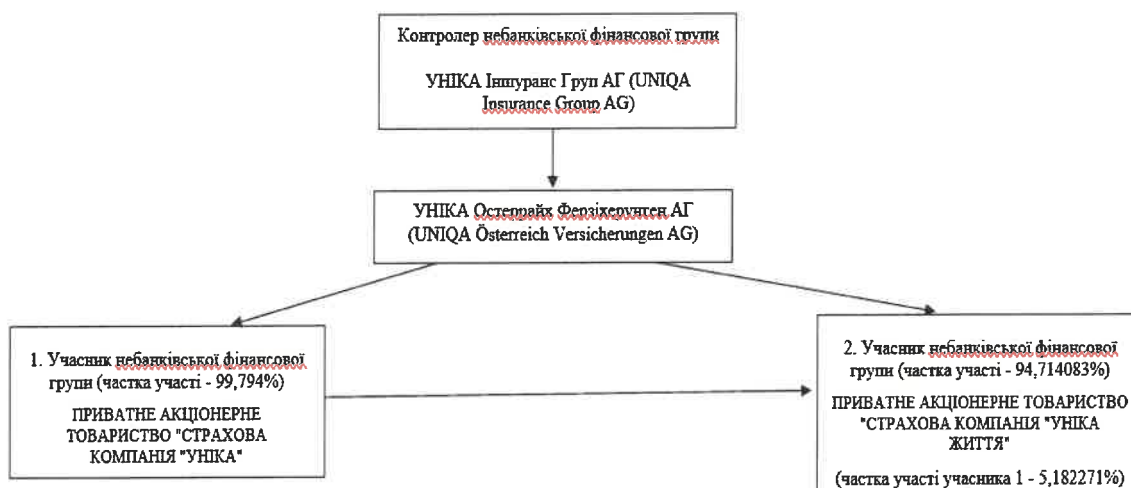 Контролер небанківської фінансової групи
УНІКА Іншуранс Груп АГ (UNIQA
Insurance Group AG)
УНІКА Остеррайх Ферзіхерунген АГ
(UNIQA Österreich Versicherungen AG)
1. Учасник небанківської фінансової
групи (частка участі - 99,794%)
ПРИВАТНЕ АКЦІОНЕРНЕ
ТОВАРИСТВО "СТРАХОВА
КОМПАНІЯ "УНІКА"
2. Учасник небанківської фінансової
групи (частка участі - 94,714083%)
ПРИВАТНЕ АКЦІОНЕРНЕ ТОВАРИСТВО
"СТРАХОВА КОМПАНІЯ "УНІКА
ЖИТТЯ"
(частка участі учасника 1 - 5,182271%)